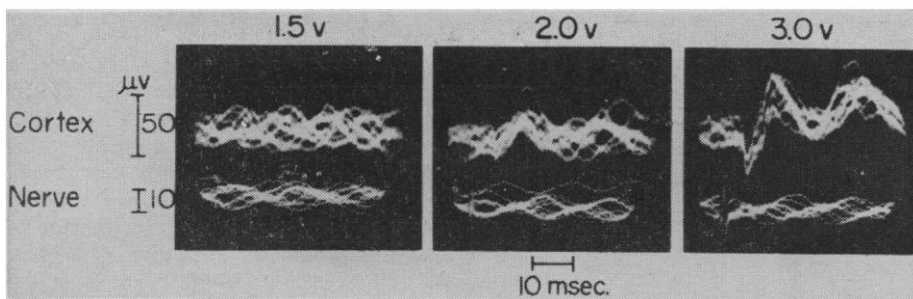 1.5 v 2.0 v 3.0 v
μv
Cortex 50
Nerve 10
10 msec.